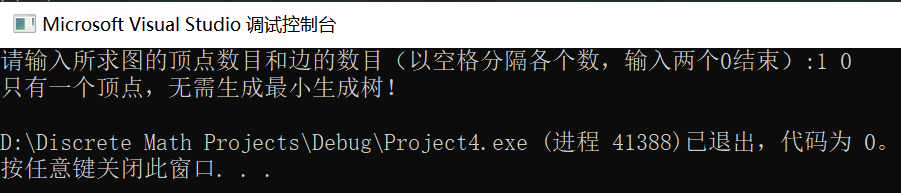 Microsoft Visual Studio 调试控制台
请输入所求图的顶点数目和边的数目（以空格分隔各个数，输入两个0结束）:1 0
只有一个顶点，无需生成最小生成树！
D:\Discrete Math Projects\Debug\Project4.exe (进程 41388)已退出，代码为 0。
按任意键关闭此窗口. . .